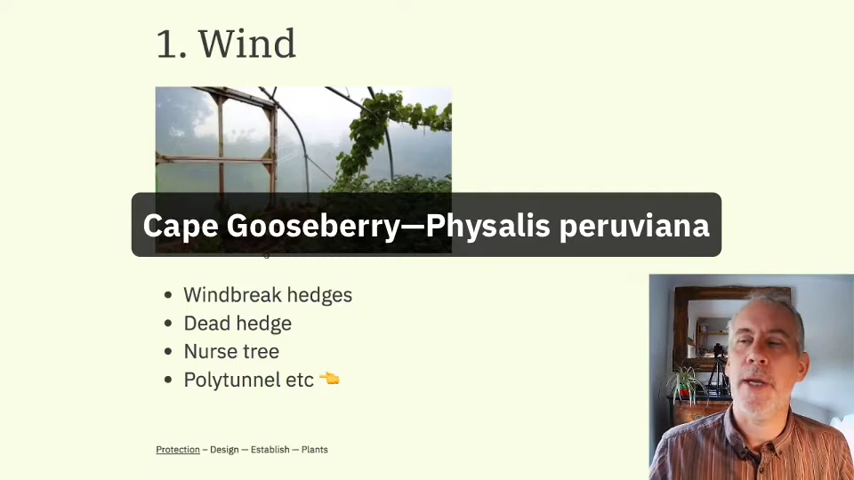 1. Wind
Cape Gooseberry—Physalis peruviana
• Windbreak hedges
• Dead hedge
• Nurse tree
• Polytunnel etc 👈
Protection – Design — Establish — Plants